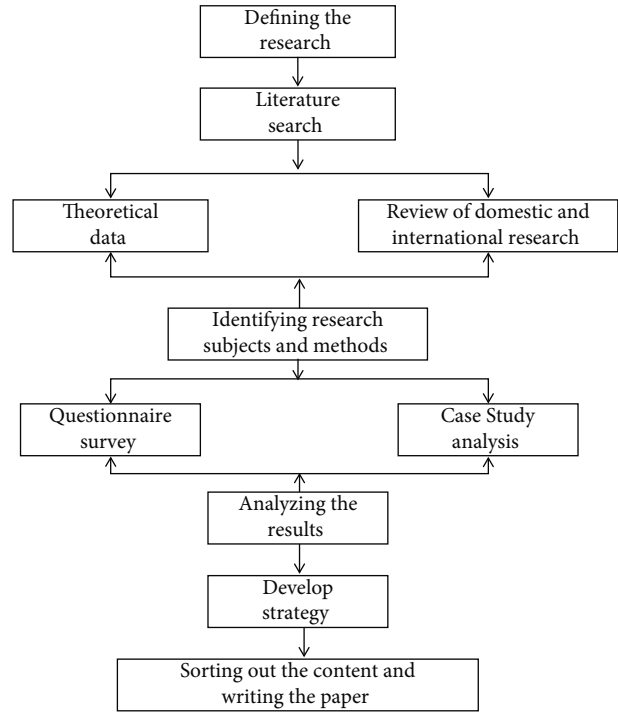 Defining the
research
Literature
search
Theoretical
data
Review of domestic and
international research
Identifying research
subjects and methods
Questionnaire
survey
Case Study
analysis
Analyzing the
results
Develop
strategy
Sorting out the content and
writing the paper